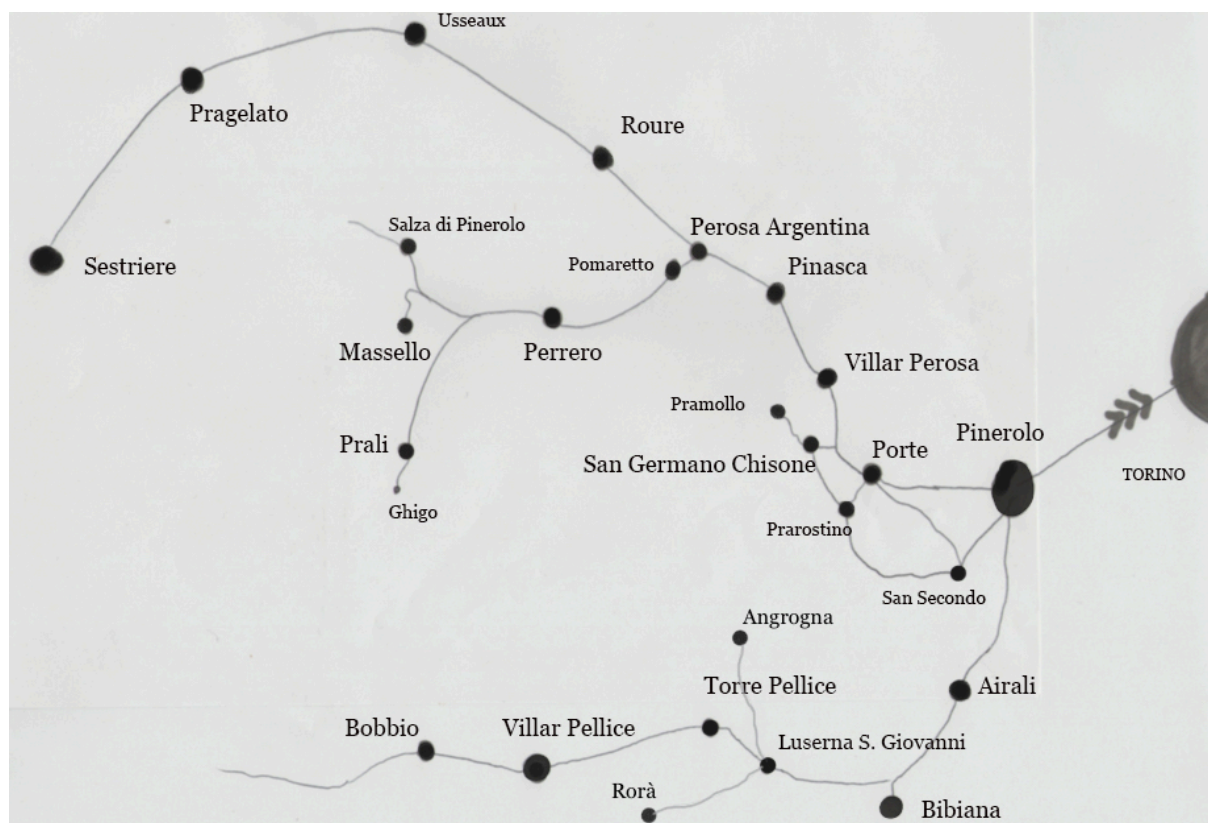 Usseaux
Pragelato
Roure
Salza di Pinerolo
Perosa Argentina
Sestriere
Pomaretto
Pinasca
Massello
Perrero
Villar Perosa
Pramollo
Prali
San Germano Chisone
Porte
Pinerolo
TORINO
Ghigo
Prarostino
San Secondo
Angrogna
Torre Pellice
Airali
Bobbio
Villar Pellice
Luserna S. Giovanni
Rorà
Bibiana